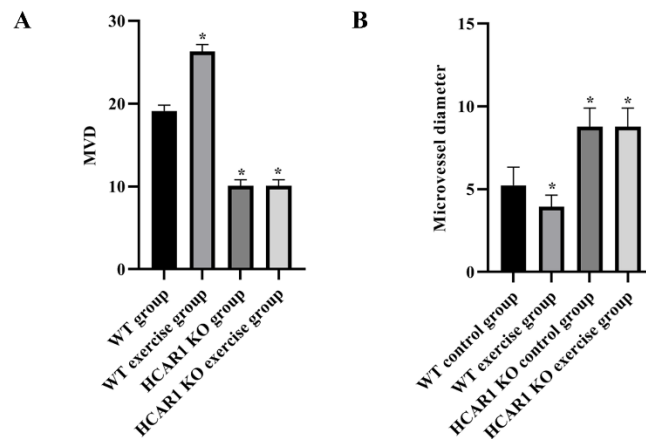 A
30
20
10
0
MVD
*
*
*
WT group
WT exercise group
HCAR1 KO group
HCAR1 KO exercise group
B
15
10
5
0
Microvessel diameter
*
*
*
WT control group
WT exercise group
HCAR1 KO control group
HCAR1 KO exercise group